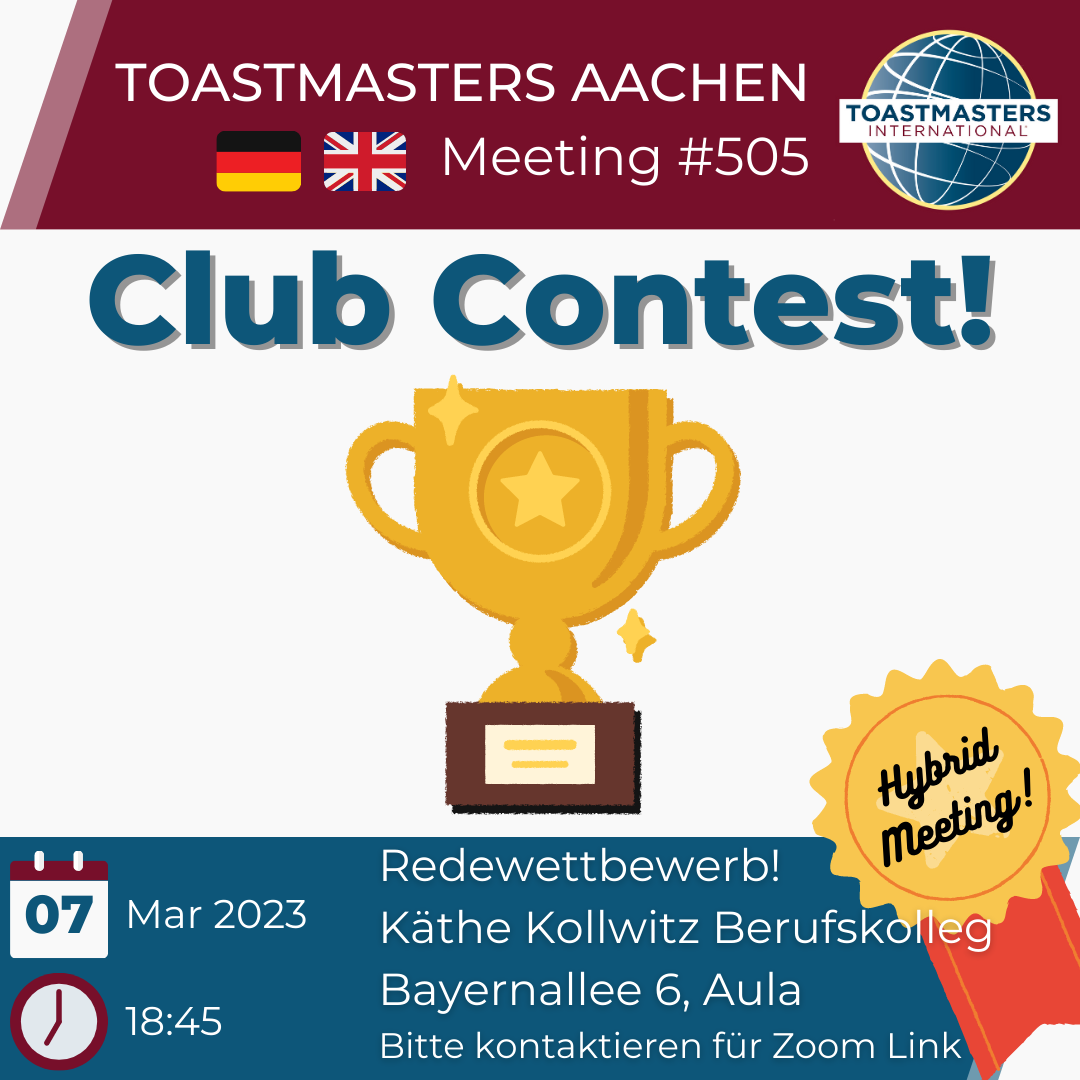 TOASTMASTERS AACHEN
Meeting #505
TOASTMASTERS
INTERNATIONAL
Club Contest!
Hybrid
Meeting!
07
Mar 2023
18:45
Redewettbewerb!
Käthe Kollwitz Berufskolleg
Bayernallee 6, Aula
Bitte kontaktieren für Zoom Link